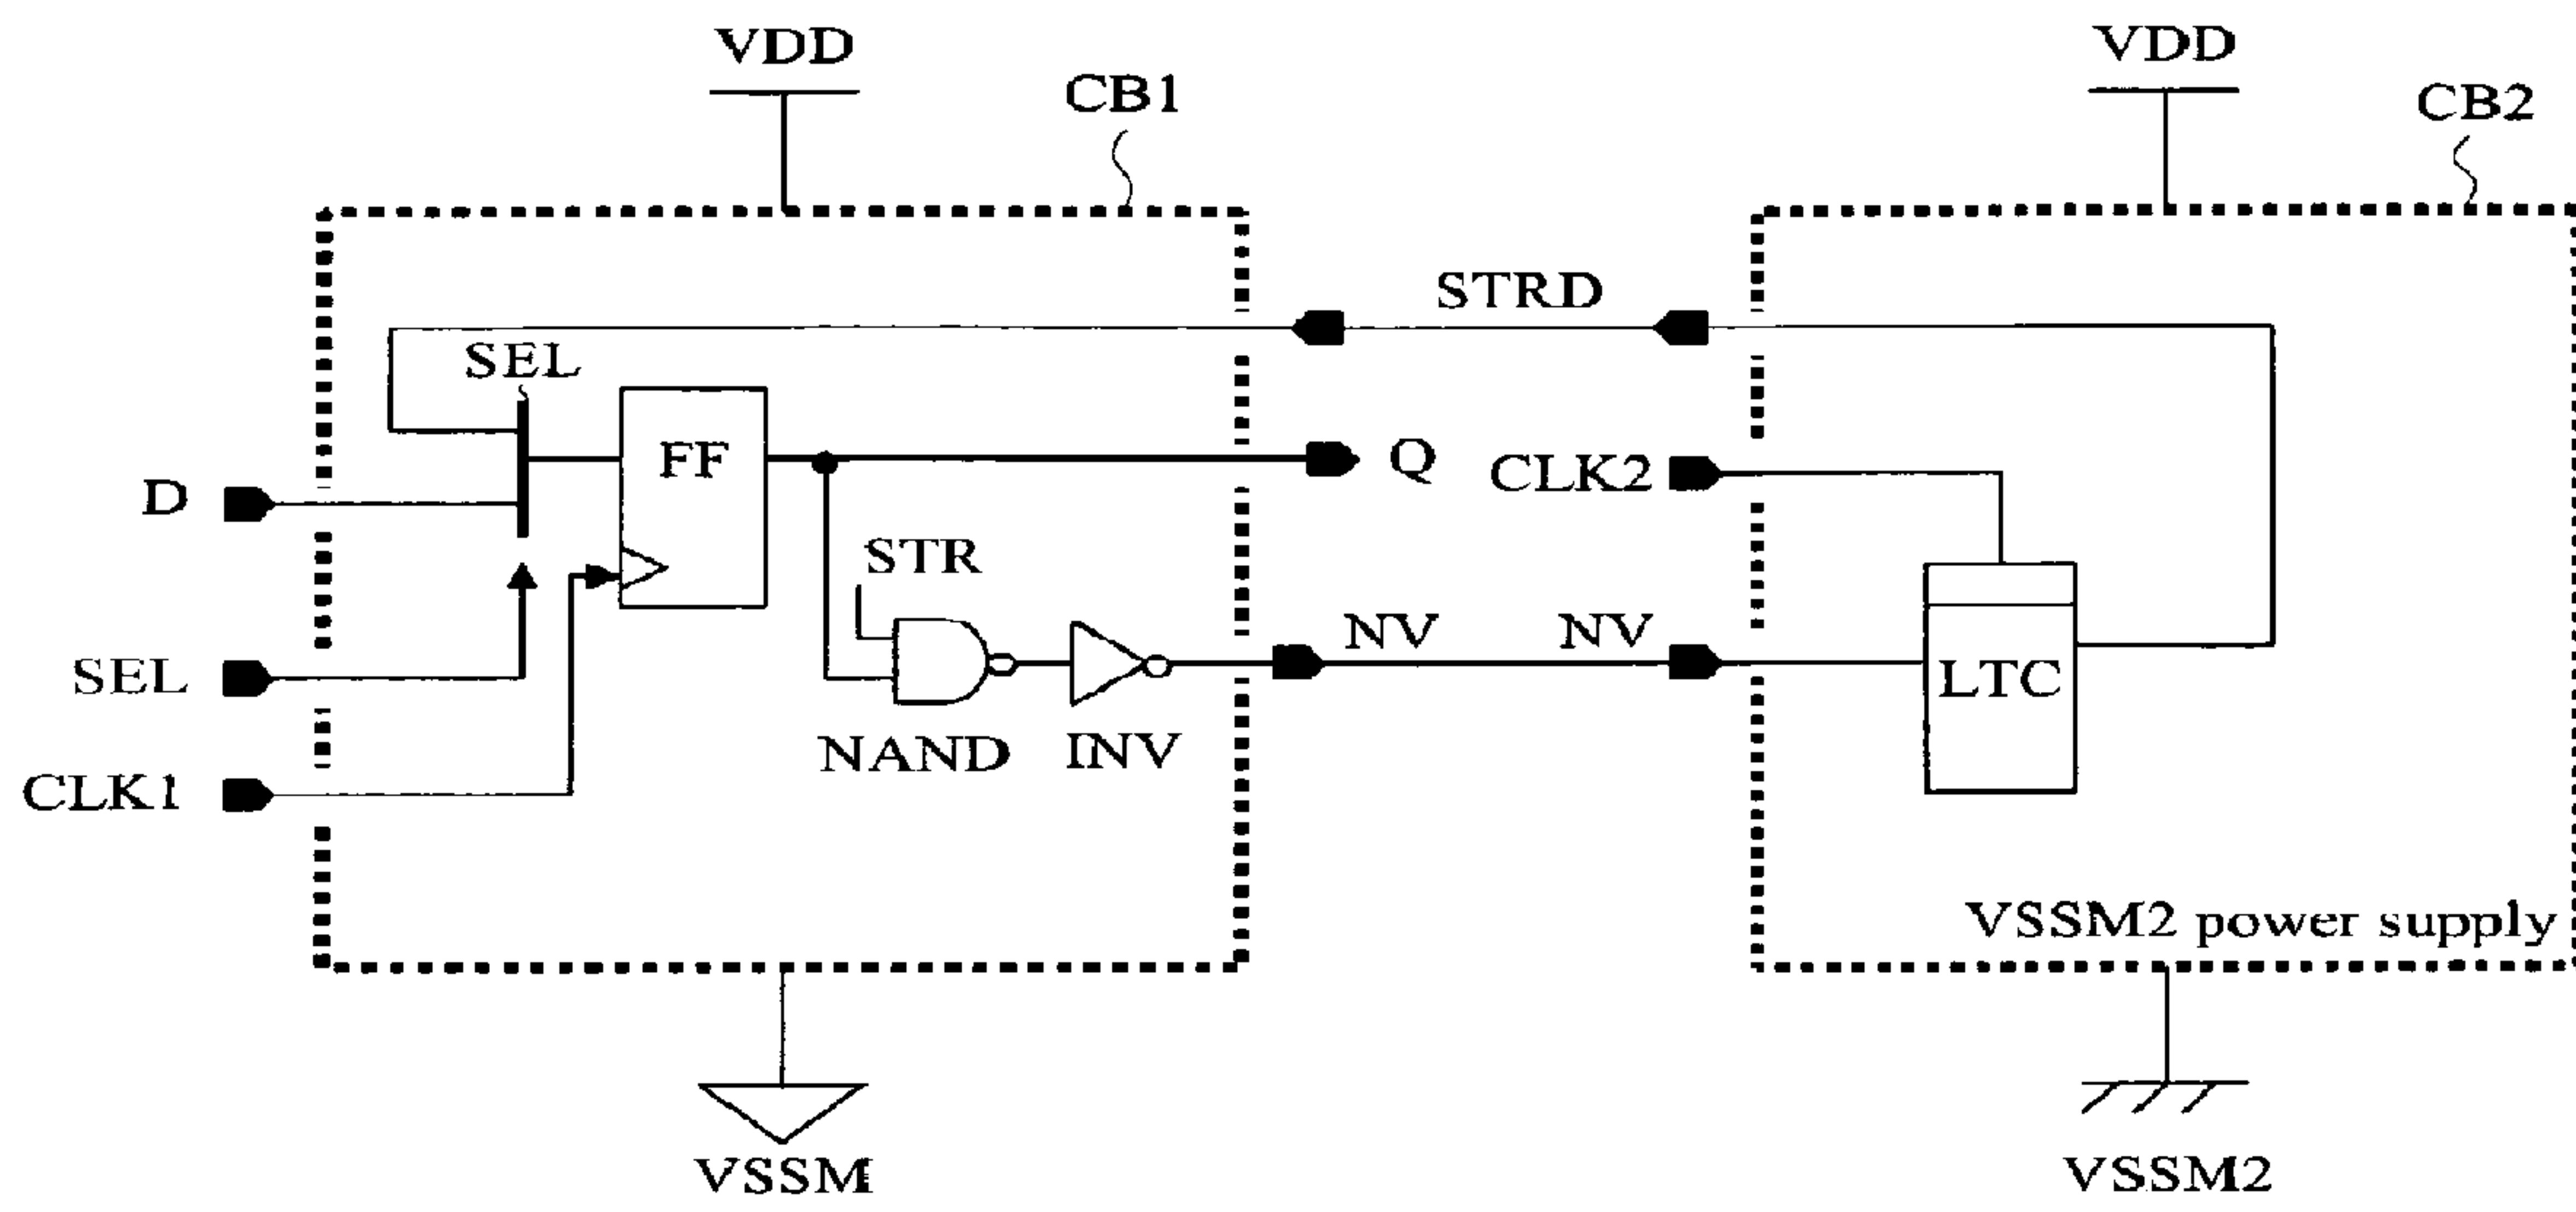 VDD
VDD
CB1
CB2
STRD
SEL
FF
Q
CLK2
D
STR
NV
NV
SEL
LTC
NAND
INV
CLK1
VSSM2 power supply
VSSM
VSSM2